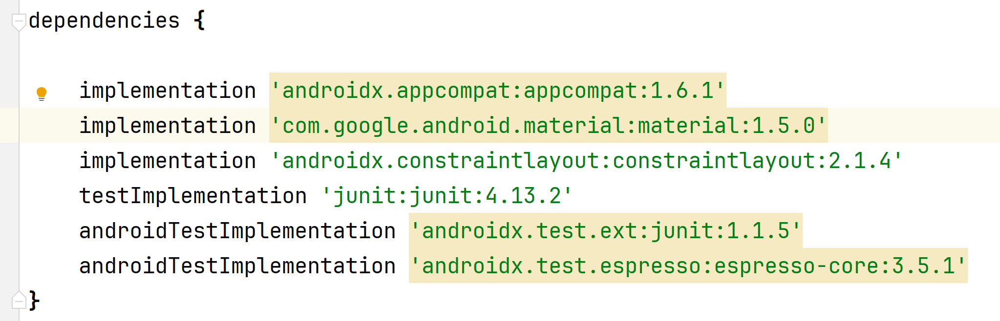 dependencies {
implementation 'androidx.appcompat:appcompat:1.6.1'
implementation 'com.google.android.material:material:1.5.0'
implementation 'androidx.constraintlayout:constraintlayout:2.1.4'
testImplementation 'junit:junit:4.13.2'
androidTestImplementation 'androidx.test.ext:junit:1.1.5'
androidTestImplementation 'androidx.test.espresso:espresso-core:3.5.1'
}